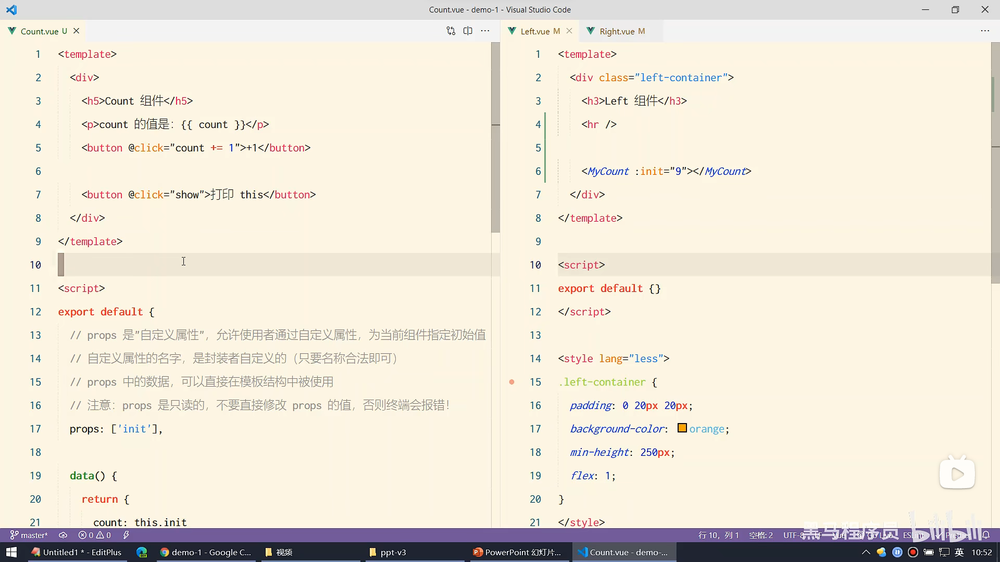 Count.vue - demo-1 - Visual Studio Code
Count.vue U
1 <template>
2 <div>
3 <h5>Count 组件</h5>
4 <p>count 的值是：{{ count }}</p>
5 <button @click="count += 1">+1</button>
6
7 <button @click="show">打印 this</button>
8 </div>
9 </template>
10
11 <script>
12 export default {
13 // props 是"自定义属性"，允许使用者通过自定义属性，为当前组件指定初始值
14 // 自定义属性的名字，是封装者自定义的（只要名称合法即可）
15 // props 中的数据，可以直接在模板结构中被使用
16 // 注意：props 是只读的，不要直接修改 props 的值，否则终端会报错！
17 props: ['init'],
18
19 data() {
20 return {
21 count: this.init
Left.vue M Right.vue M
1 <template>
2 <div class="left-container">
3 <h3>Left 组件</h3>
4 <hr />
5
6 <MyCount :init="9"></MyCount>
7 </div>
8 </template>
9
10 <script>
11 export default {}
12 </script>
13
14 <style lang="less">
15 .left-container {
16 padding: 0 20px 20px;
17 background-color: orange;
18 min-height: 250px;
19 flex: 1;
20 }
21 </style>
master* 0 0 行 10，列 1 空格: 2 UTF-8 LF Vue Go Live ESLint Prettier
黑马程序员 bilibili
Untitled1 * - EditPlus demo-1 - Google C... 视频 ppt-v3 PowerPoint 幻灯片... Count.vue - demo-... 英 10:52